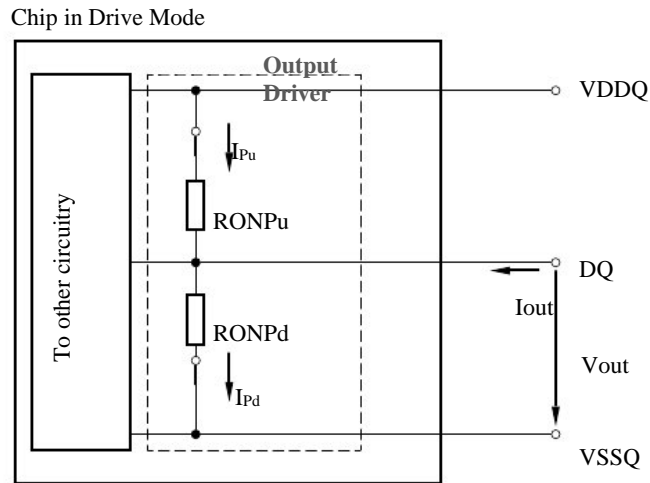 Chip in Drive Mode
Output
Driver
VDDQ
IPu
To other circuitry
RONPu
DQ
Iout
RONPd
Vout
IPd
VSSQ